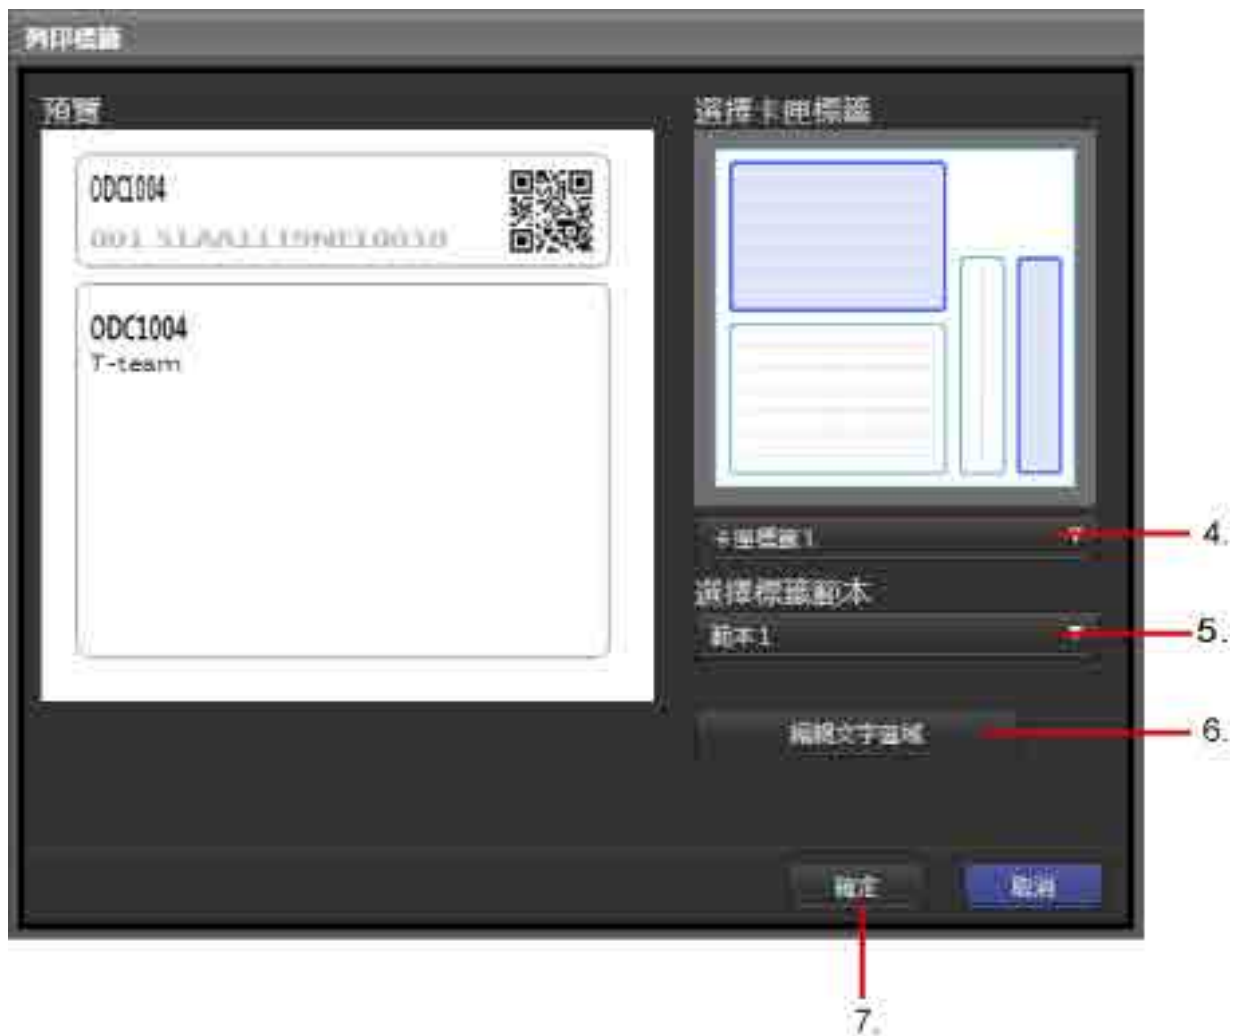 列印標籤
預覽
ODC1004
ODC1004
T-team
選擇卡匣標籤
卡匣標籤1
4.
選擇標籤範本
範本1
5.
編輯文字區域
6.
確定
取消
7.